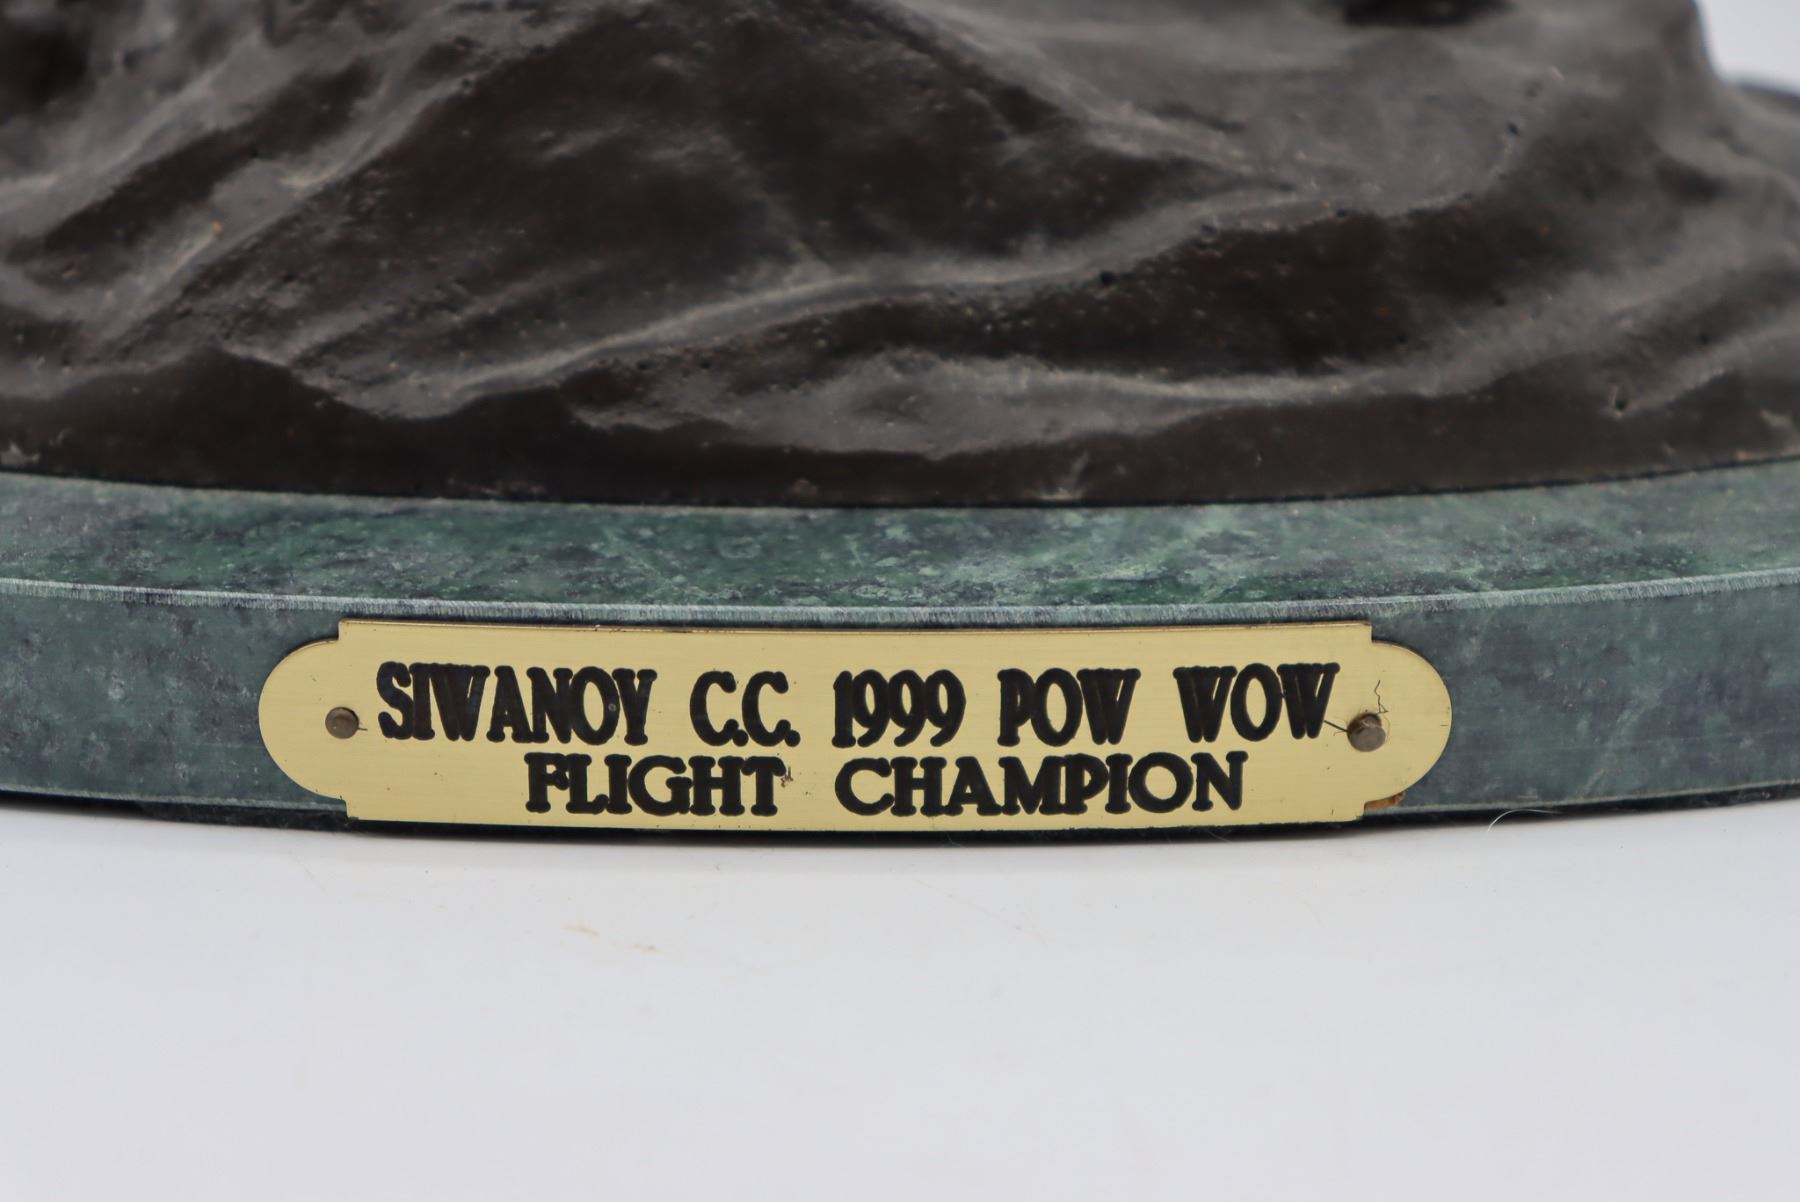 SIWANOY C.C. 1999 POW WOW
FLIGHT CHAMPION